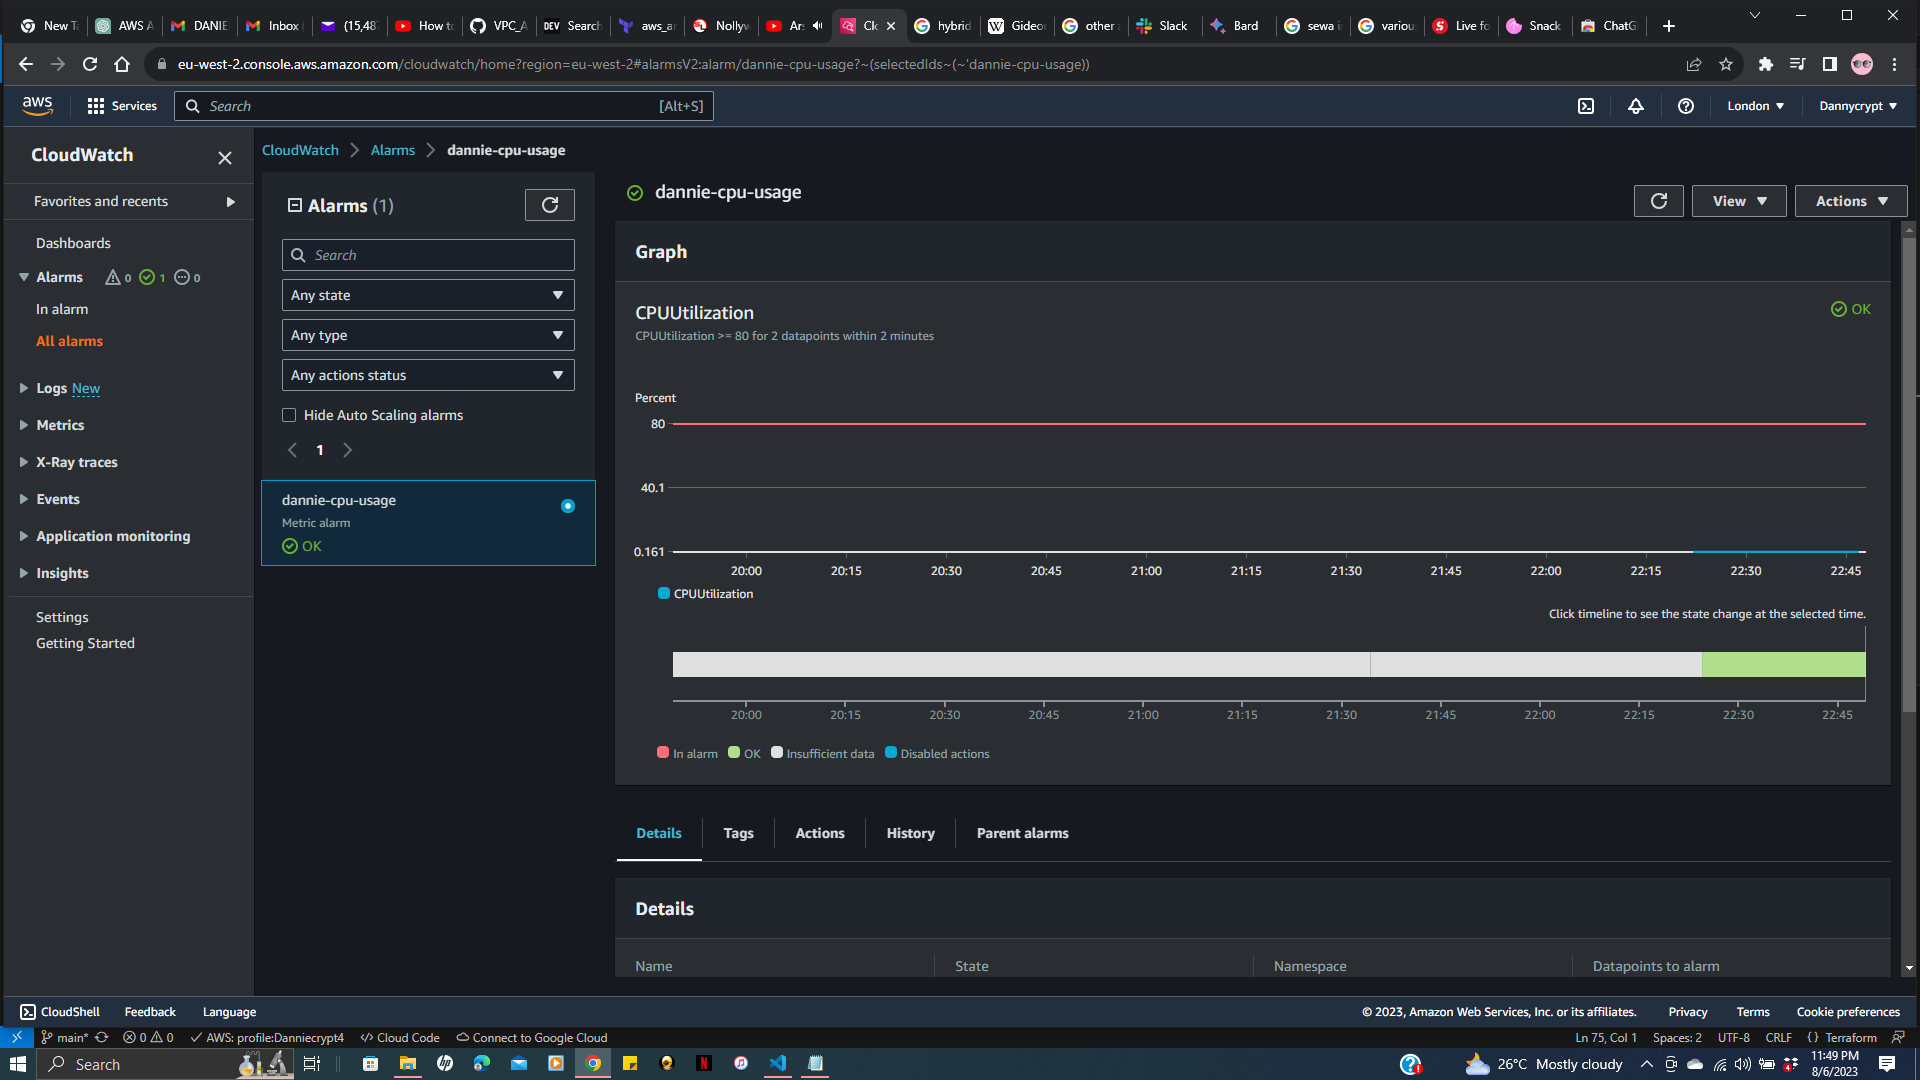 New Ta
AWS A
DANIE
Inbox (
(15,487
How to
VPC_A
DEV Search
aws_ar
Nollyw
Ars
Clo
hybrid
W Gideon
other a
Slack
Bard
sewa in
various
Live fo
Snack
ChatG
eu-west-2.console.aws.amazon.com/cloudwatch/home?region=eu-west-2#alarmsV2:alarm/dannie-cpu-usage?~(selectedIds~(~'dannie-cpu-usage))
aws Services Search [Alt+S] London Dannycrypt
CloudWatch
Favorites and recents
Dashboards
Alarms 0 1 0
In alarm
All alarms
Logs New
Metrics
X-Ray traces
Events
Application monitoring
Insights
Settings
Getting Started
CloudWatch Alarms dannie-cpu-usage
Alarms (1)
Search
Any state
Any type
Any actions status
Hide Auto Scaling alarms
1
dannie-cpu-usage
Metric alarm
OK
dannie-cpu-usage
View Actions
Graph
CPUUtilization
OK
CPUUtilization >= 80 for 2 datapoints within 2 minutes
Percent
80
40.1
0.161
20:00 20:15 20:30 20:45 21:00 21:15 21:30 21:45 22:00 22:15 22:30 22:45
CPUUtilization
Click timeline to see the state change at the selected time.
20:00 20:15 20:30 20:45 21:00 21:15 21:30 21:45 22:00 22:15 22:30 22:45
In alarm OK Insufficient data Disabled actions
Details Tags Actions History Parent alarms
Details
Name State Namespace Datapoints to alarm
CloudShell Feedback Language © 2023, Amazon Web Services, Inc. or its affiliates. Privacy Terms Cookie preferences
main* 0 0 AWS: profile:Danniecrypt4 Cloud Code Connect to Google Cloud Ln 75, Col 1 Spaces: 2 UTF-8 CRLF {} Terraform
Search 26°C Mostly cloudy 11:49 PM
8/6/2023